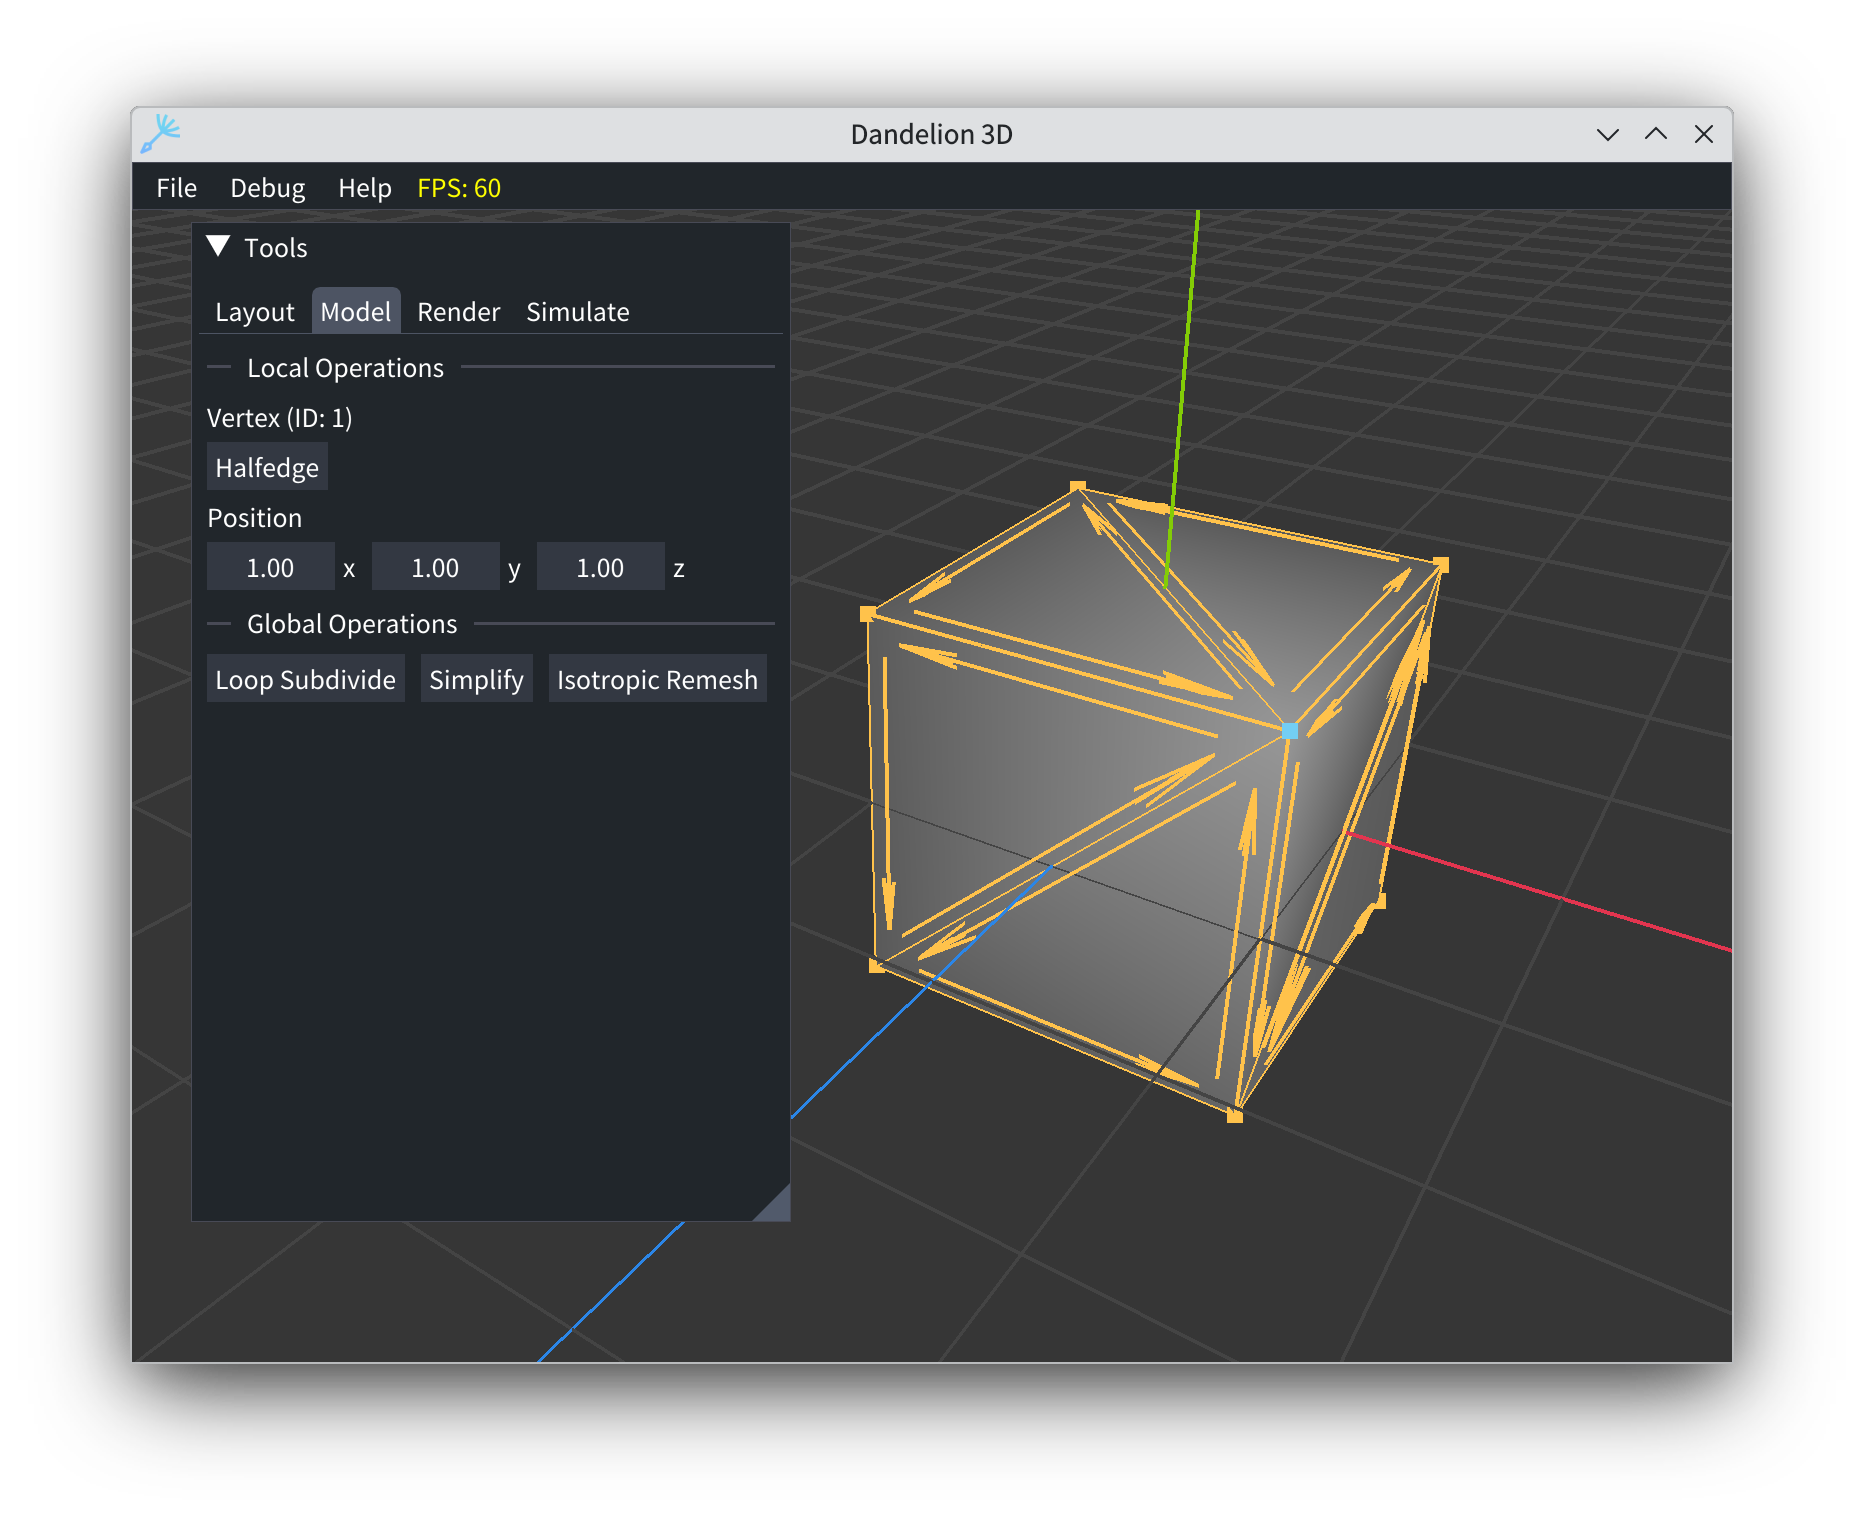 Dandelion 3D
File Debug Help FPS: 60
Tools
Layout Model Render Simulate
Local Operations
Vertex (ID: 1)
Halfedge
Position
1.00 x 1.00 y 1.00 z
Global Operations
Loop Subdivide Simplify Isotropic Remesh